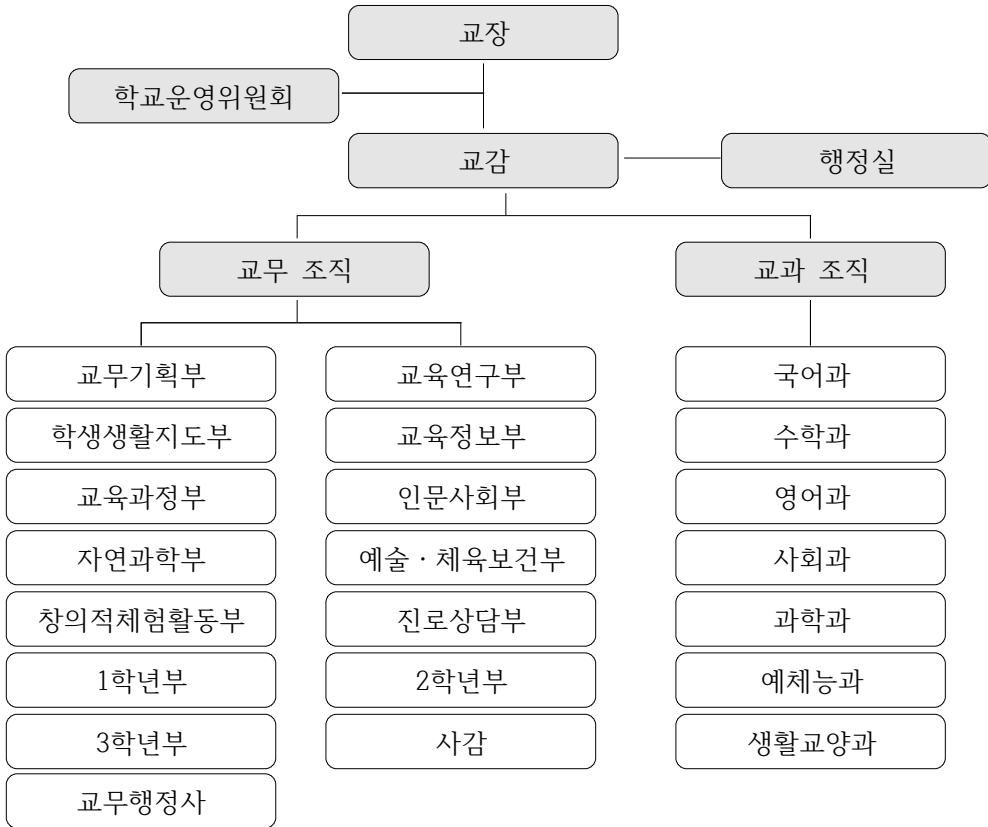 교장
학교운영위원회
교감
행정실
교무 조직
교과 조직
교무기획부
교육연구부
국어과
학생생활지도부
교육정보부
수학과
교육과정부
인문사회부
영어과
자연과학부
예술·체육보건부
사회과
창의적체험활동부
진로상담부
과학과
1학년부
2학년부
예체능과
3학년부
사감
생활교양과
교무행정사